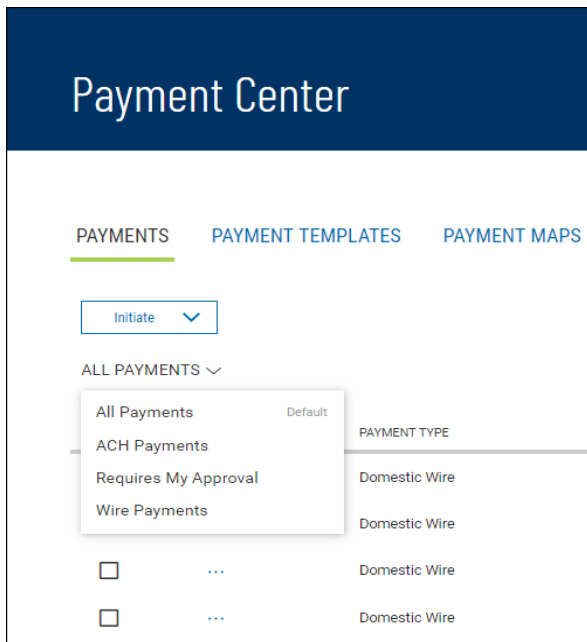 Payment Center
PAYMENTS PAYMENT TEMPLATES PAYMENT MAPS
Initiate
ALL PAYMENTS
All Payments Default
ACH Payments
Requires My Approval
Wire Payments
PAYMENT TYPE
Domestic Wire
Domestic Wire
... Domestic Wire
... Domestic Wire